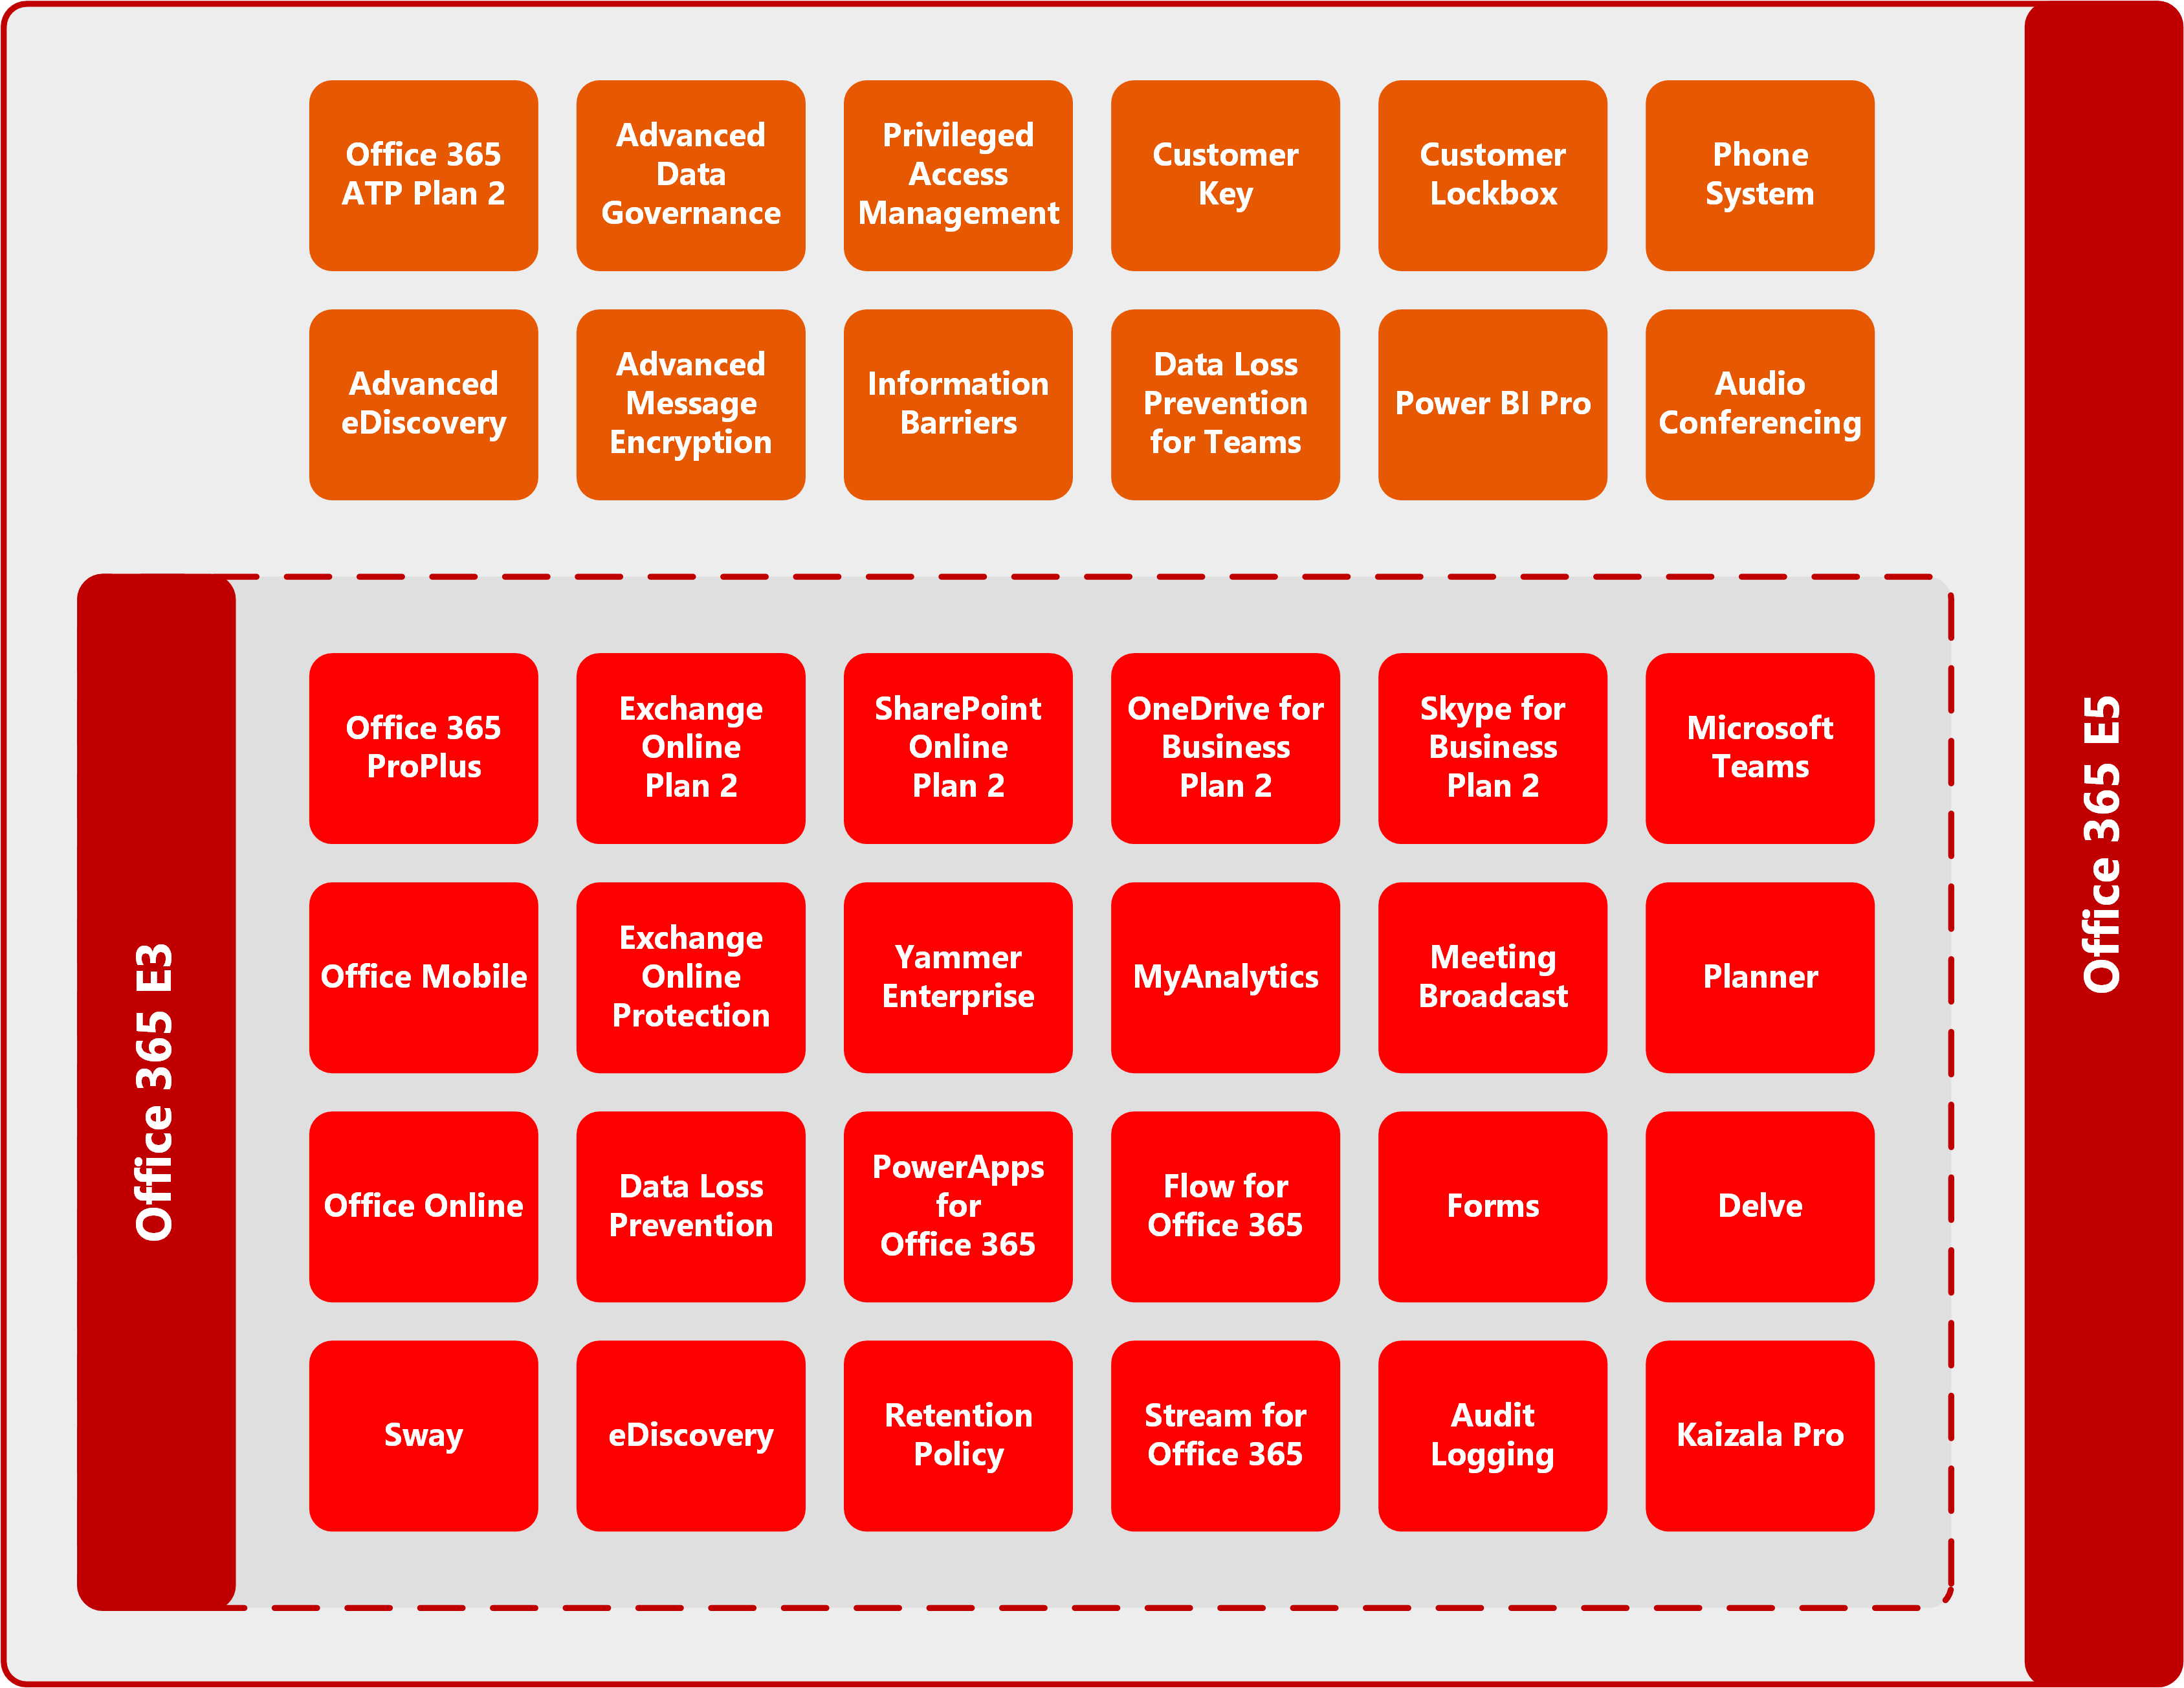 Office 365
ATP Plan 2
Advanced
Data
Governance
Privileged
Access
Management
Customer
Key
Customer
Lockbox
Phone
System
Advanced
eDiscovery
Advanced
Message
Encryption
Information
Barriers
Data Loss
Prevention
for Teams
Power BI Pro
Audio
Conferencing
Office 365 E3
Office 365
ProPlus
Exchange
Online
Plan 2
SharePoint
Online
Plan 2
OneDrive for
Business
Plan 2
Skype for
Business
Plan 2
Microsoft
Teams
Office Mobile
Exchange
Online
Protection
Yammer
Enterprise
MyAnalytics
Meeting
Broadcast
Planner
Office Online
Data Loss
Prevention
PowerApps
for
Office 365
Flow for
Office 365
Forms
Delve
Sway
eDiscovery
Retention
Policy
Stream for
Office 365
Audit
Logging
Kaizala Pro
Office 365 E5